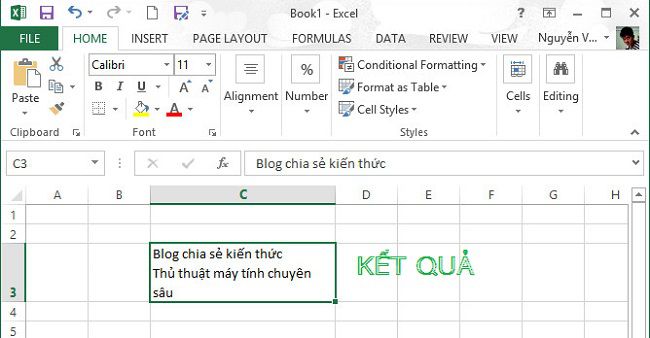 Book1 - Excel
FILE HOME INSERT PAGE LAYOUT FORMULAS DATA REVIEW VIEW Nguyễn V...
Paste
Calibri 11
B I U
A A
Alignment
%
Number
Conditional Formatting
Format as Table
Cell Styles
Cells
Editing
Clipboard Font Styles
C3 fx Blog chia sẻ kiến thức
A B C D E F G H
1
2
3
Blog chia sẻ kiến thức
Thủ thuật máy tính chuyên
sâu
KẾT QUẢ
4
5